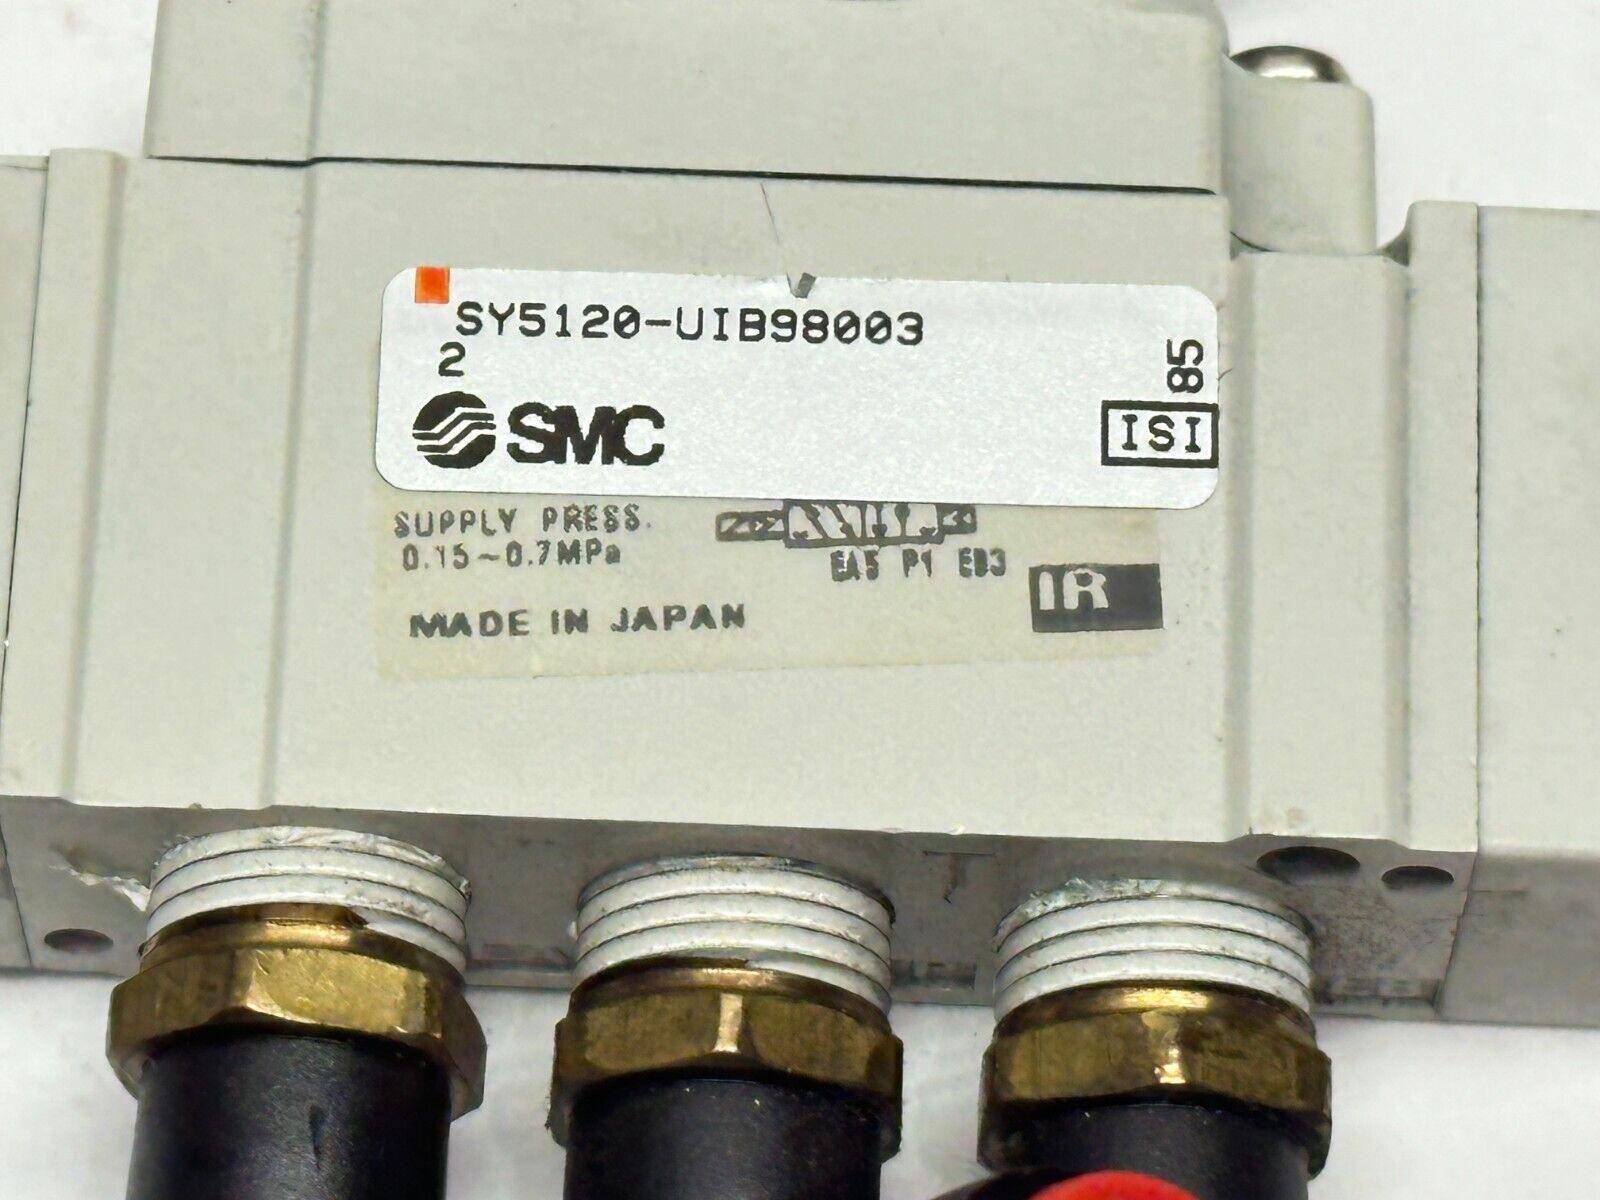 SY5120-UIB98003
2
85
SMC
ISI
SUPPLY PRESS.
0.15~0.7MPa
EA5 P1 EB3
IR
MADE IN JAPAN